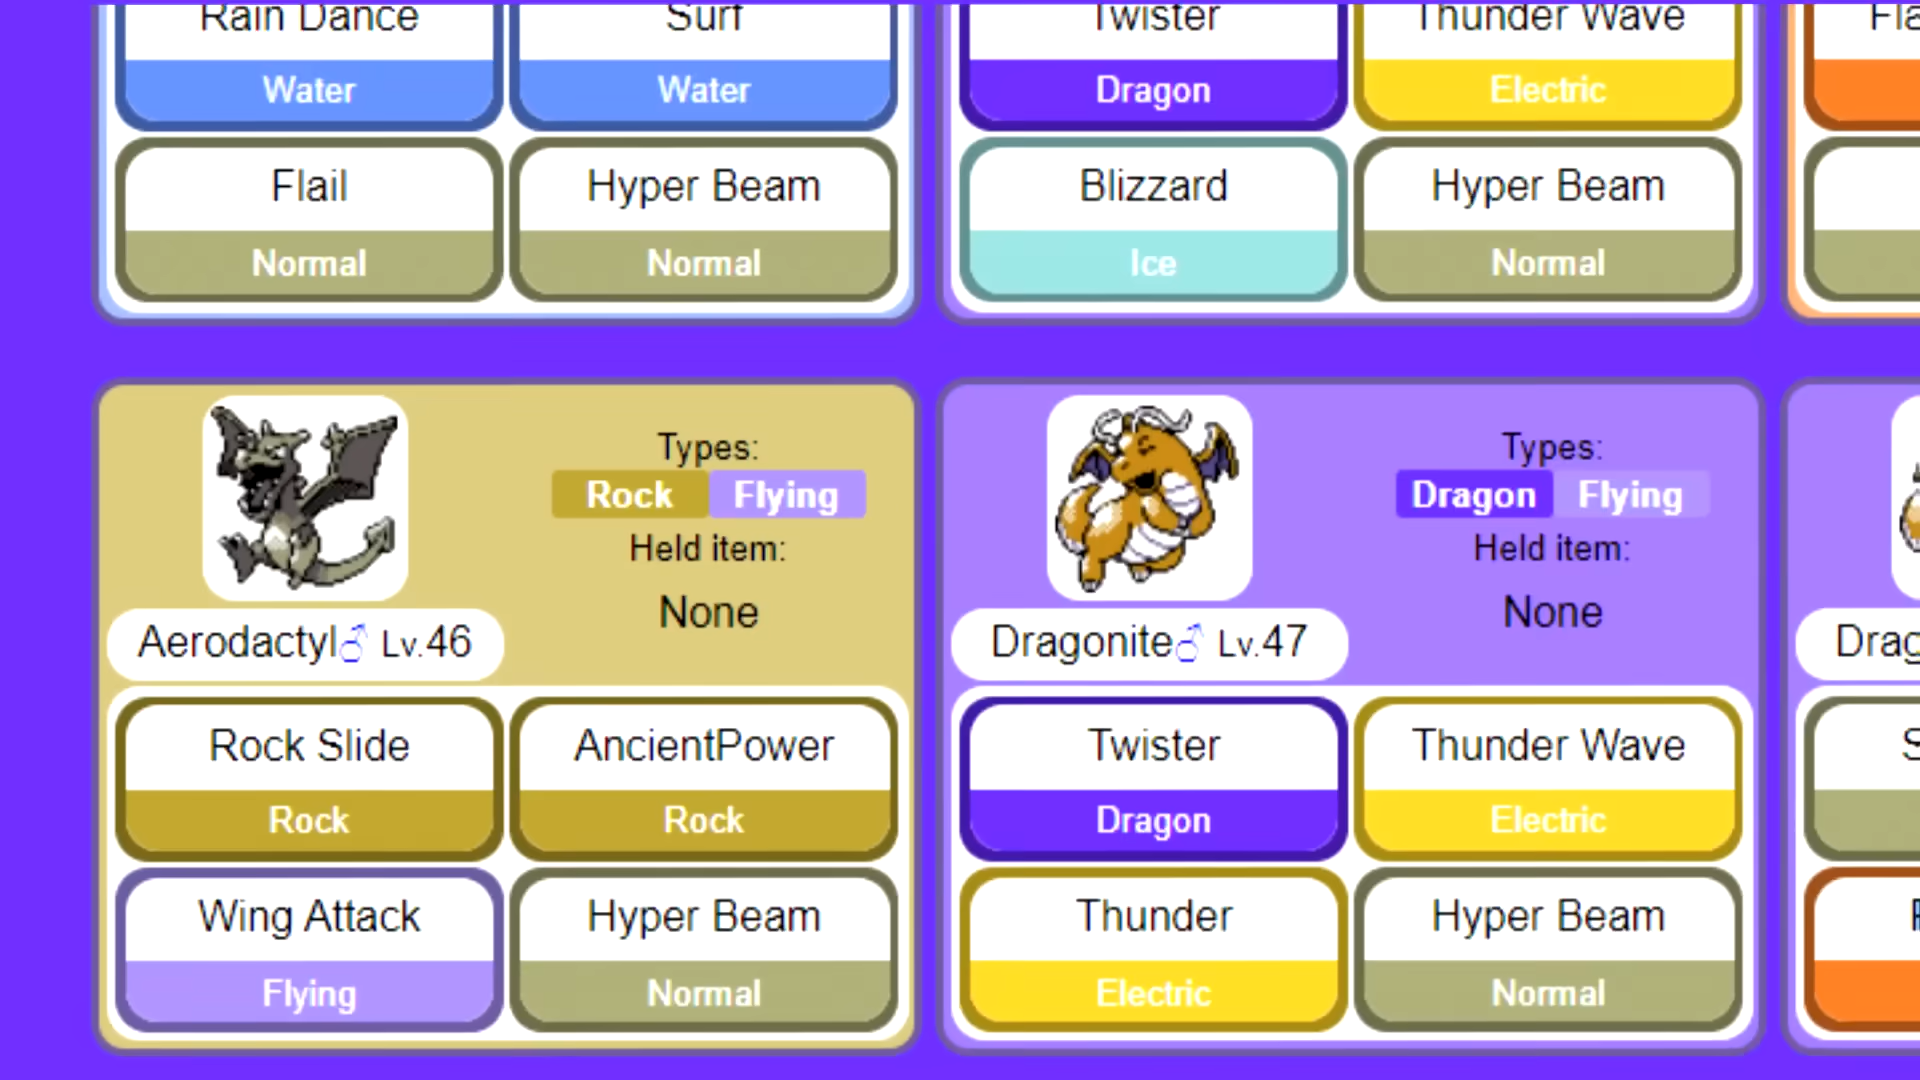 Rain Dance Surf Twister Thunder Wave Fla
Water Water Dragon Electric
Flail Hyper Beam Blizzard Hyper Beam
Normal Normal Ice Normal
Types: Types:
Rock Flying Dragon Flying
Held item: Held item:
None None
Aerodactyl♂ Lv.46 Dragonite♂ Lv.47 Drag
Rock Slide AncientPower Twister Thunder Wave S
Rock Rock Dragon Electric
Wing Attack Hyper Beam Thunder Hyper Beam
Flying Normal Electric Normal